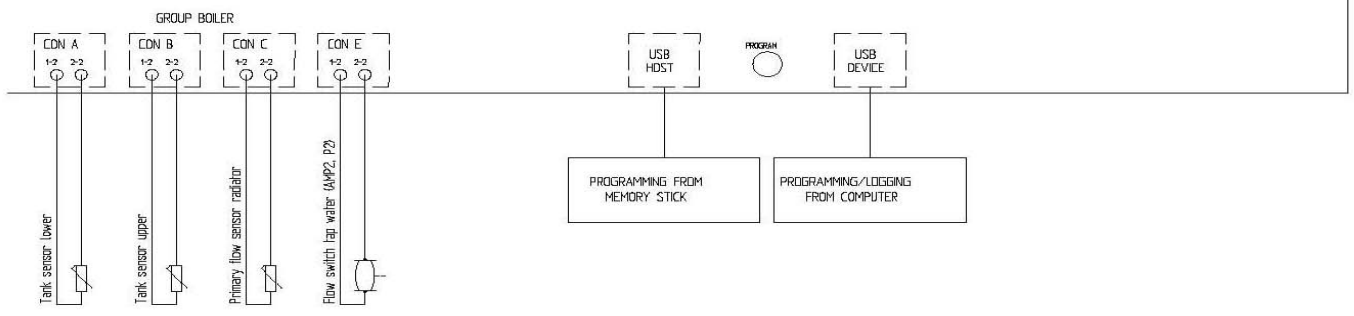 GROUP BOILER
CON A
1-2 2-2
CON B
1-2 2-2
CON C
1-2 2-2
CON E
1-2 2-2
USB
HOST
PROGRAM
USB
DEVICE
Tank sensor lower
Tank sensor upper
Primary flow sensor radiator
Flow switch tap water (AMP2, P2)
PROGRAMMING FROM
MEMORY STICK
PROGRAMMING/LOGGING
FROM COMPUTER